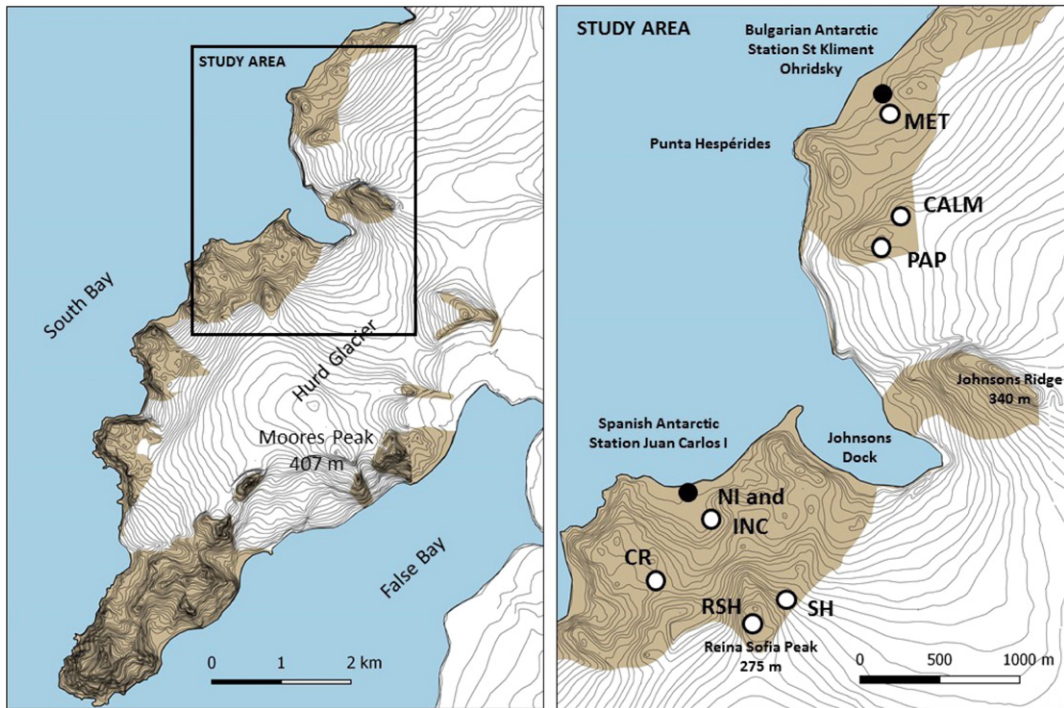 STUDY AREA
South Bay
Hurd Glacier
Moores Peak
407 m
False Bay
0 1 2 km
STUDY AREA
Bulgarian Antarctic
Station St Kliment
Ohridsky
MET
Punta Hespérides
CALM
PAP
Johnsons Ridge
340 m
Spanish Antarctic
Station Juan Carlos I
Johnsons
Dock
NI and
INC
CR
RSH
SH
Reina Sofia Peak
275 m
0 500 1000 m